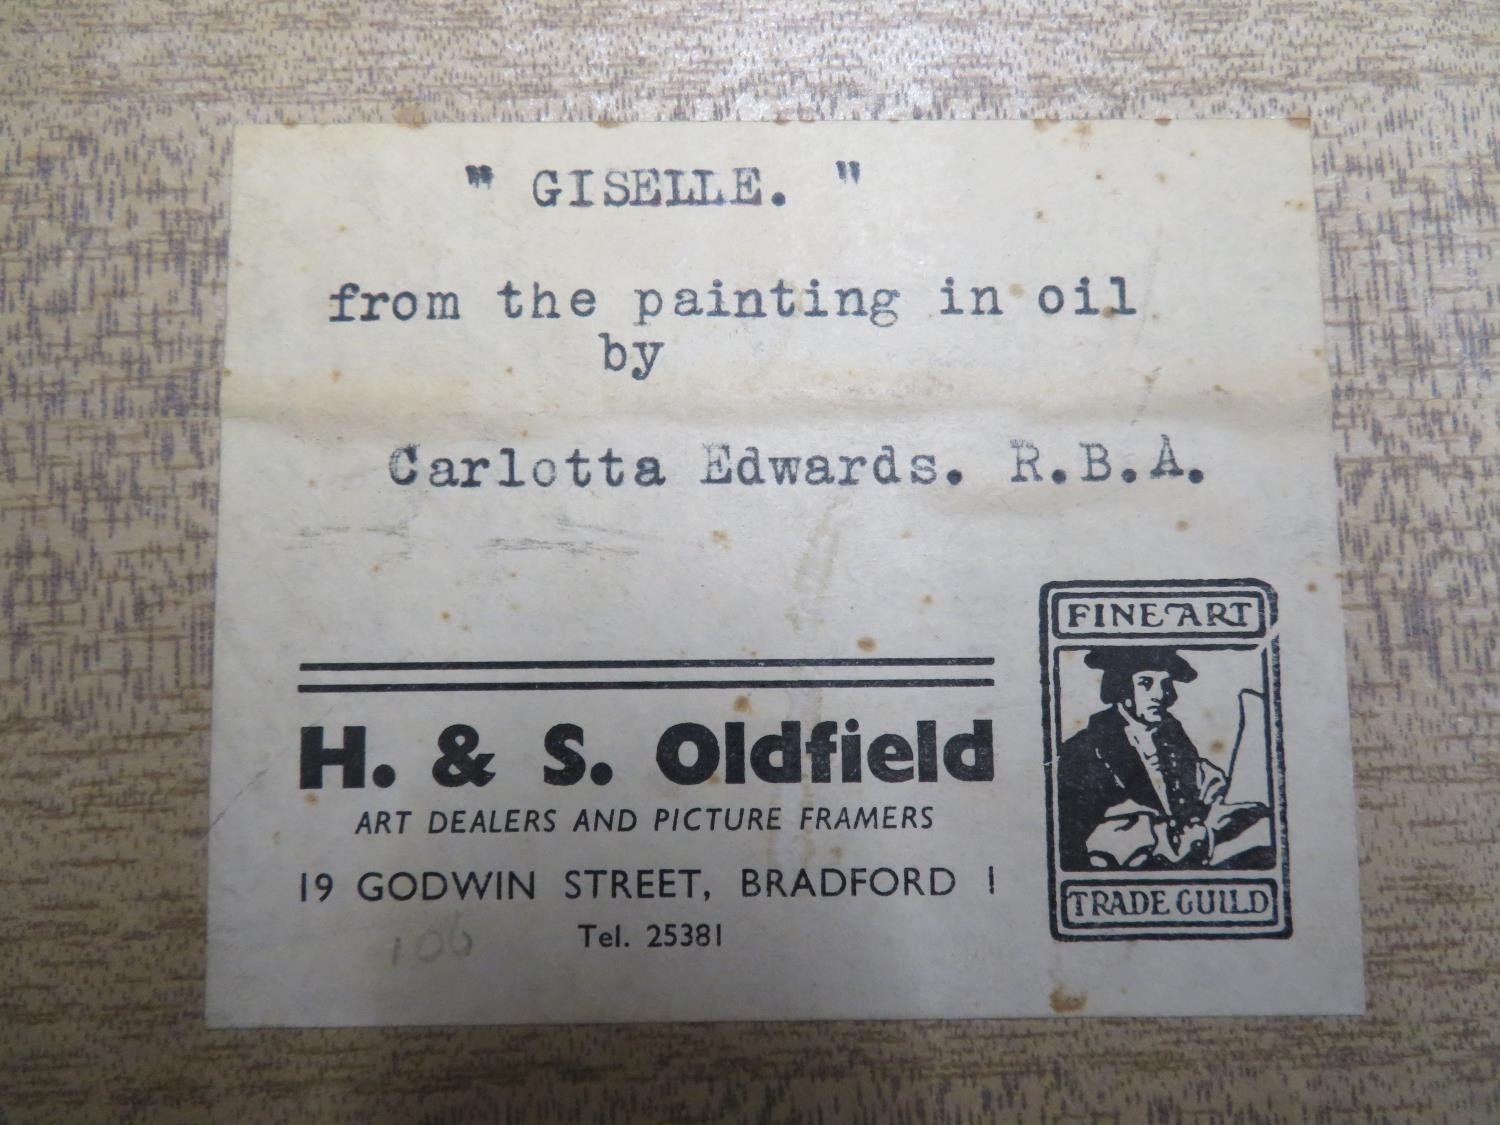 " GISELLE. "
from the painting in oil
by
Carlotta Edwards. R.B.A.
H. & S. Oldfield
ART DEALERS AND PICTURE FRAMERS
19 GODWIN STREET, BRADFORD 1
Tel. 25381
106
FINE ART
TRADE GUILD